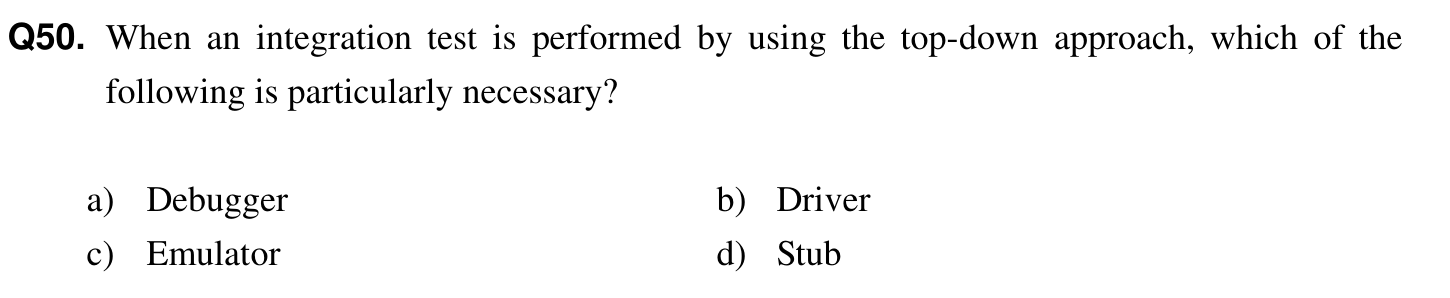 Q50. When an integration test is performed by using the top-down approach, which of the
following is particularly necessary?
a) Debugger b) Driver
c) Emulator d) Stub